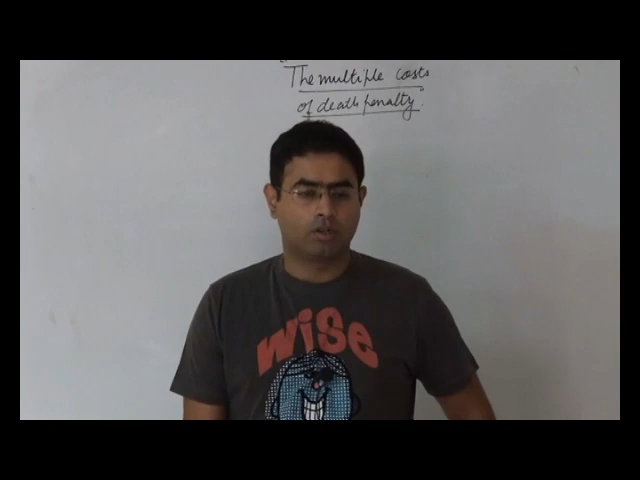 "The multiple costs
of death penalty".
WISE